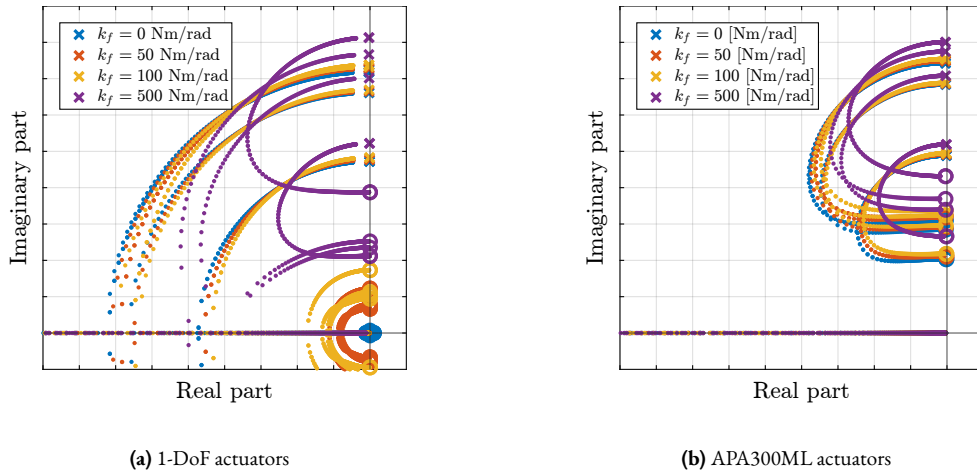 k_f = 0 Nm/rad
k_f = 50 Nm/rad
k_f = 100 Nm/rad
k_f = 500 Nm/rad
Imaginary part
Real part
(a) 1-DoF actuators
k_f = 0 [Nm/rad]
k_f = 50 [Nm/rad]
k_f = 100 [Nm/rad]
k_f = 500 [Nm/rad]
Imaginary part
Real part
(b) APA300ML actuators